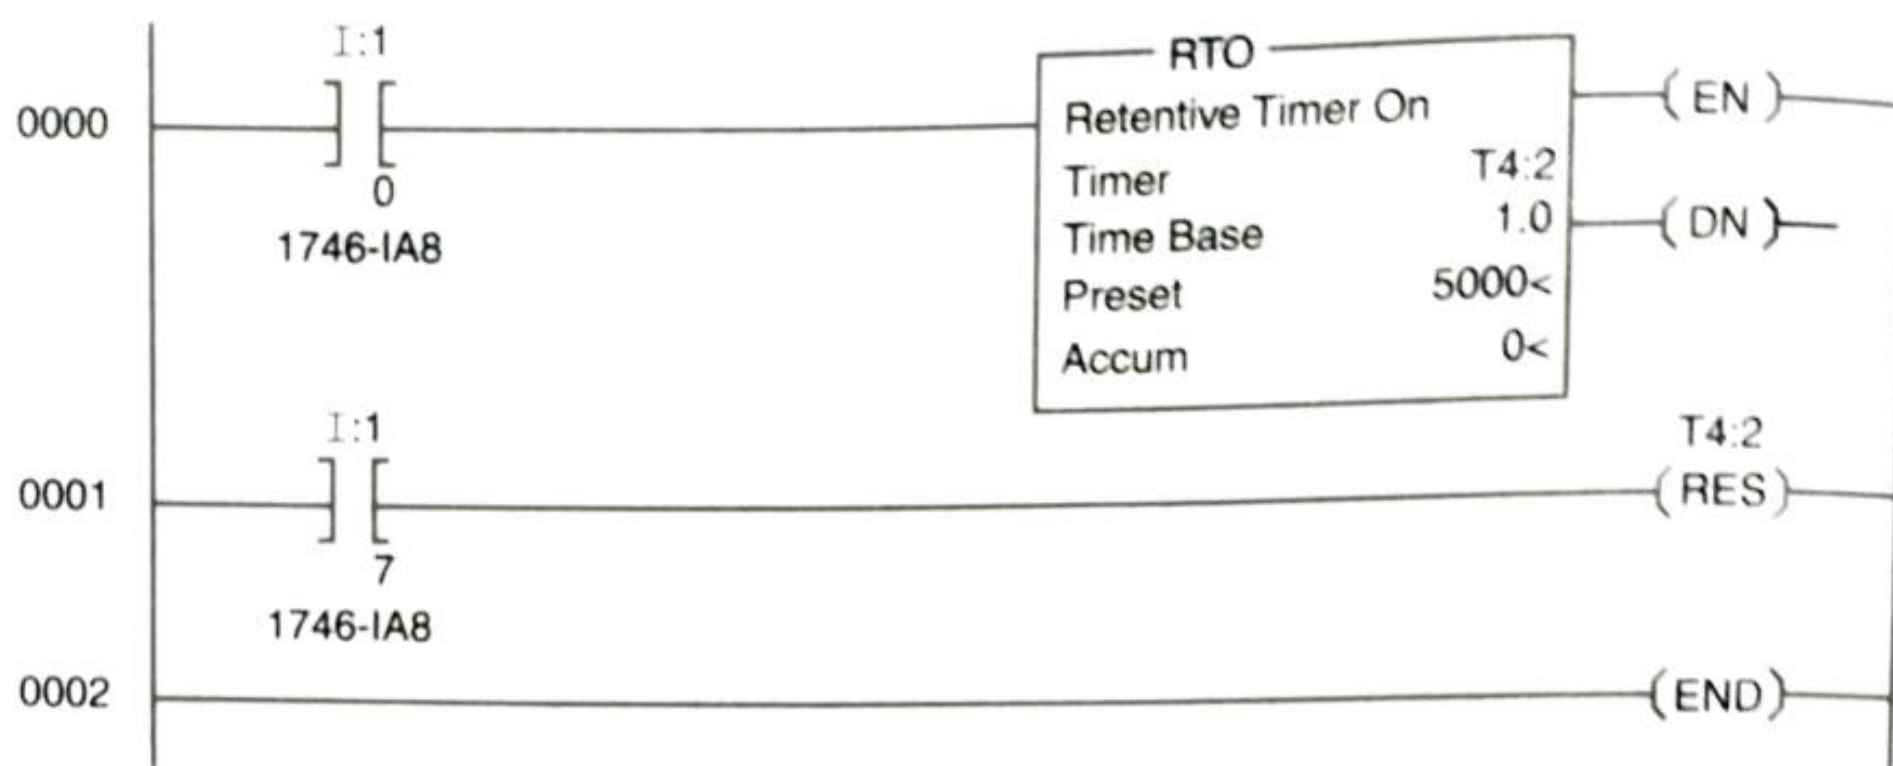 I:1
RTO
0000
Retentive Timer On
EN
0
Timer T4:2
1746-IA8
Time Base 1.0
DN
Preset 5000<
Accum 0<
I:1
T4:2
0001
RES
7
1746-IA8
0002
END